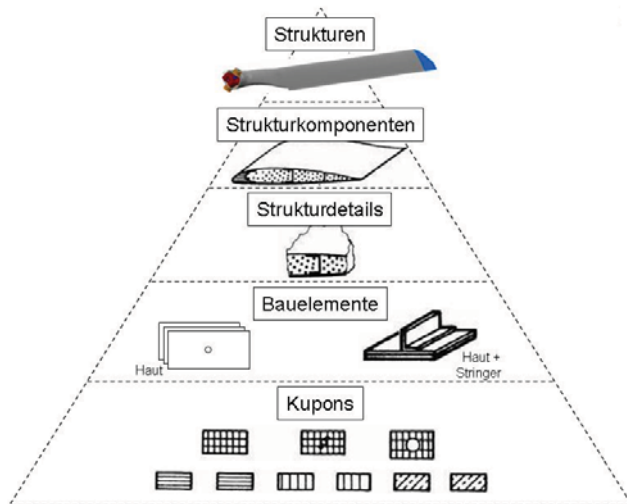 Strukturen
Strukturkomponenten
Strukturdetails
Bauelemente
Haut
Haut +
Stringer
Kupons